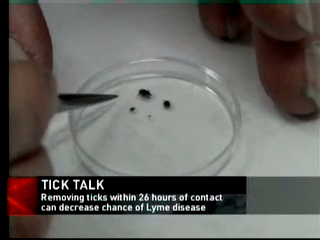 TICK TALK
Removing ticks within 26 hours of contact
can decrease chance of Lyme disease